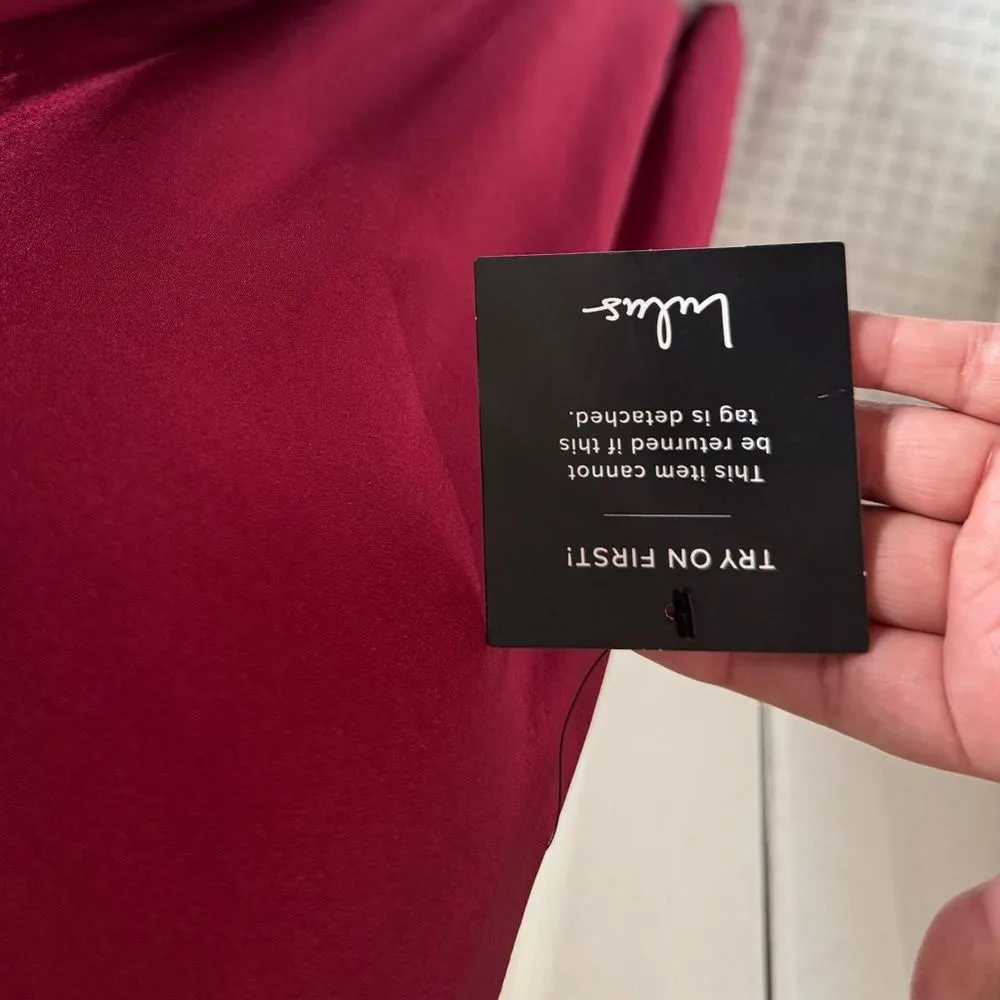 TRY ON FIRST!
This item cannot
be returned if this
tag is detached.
Lulus